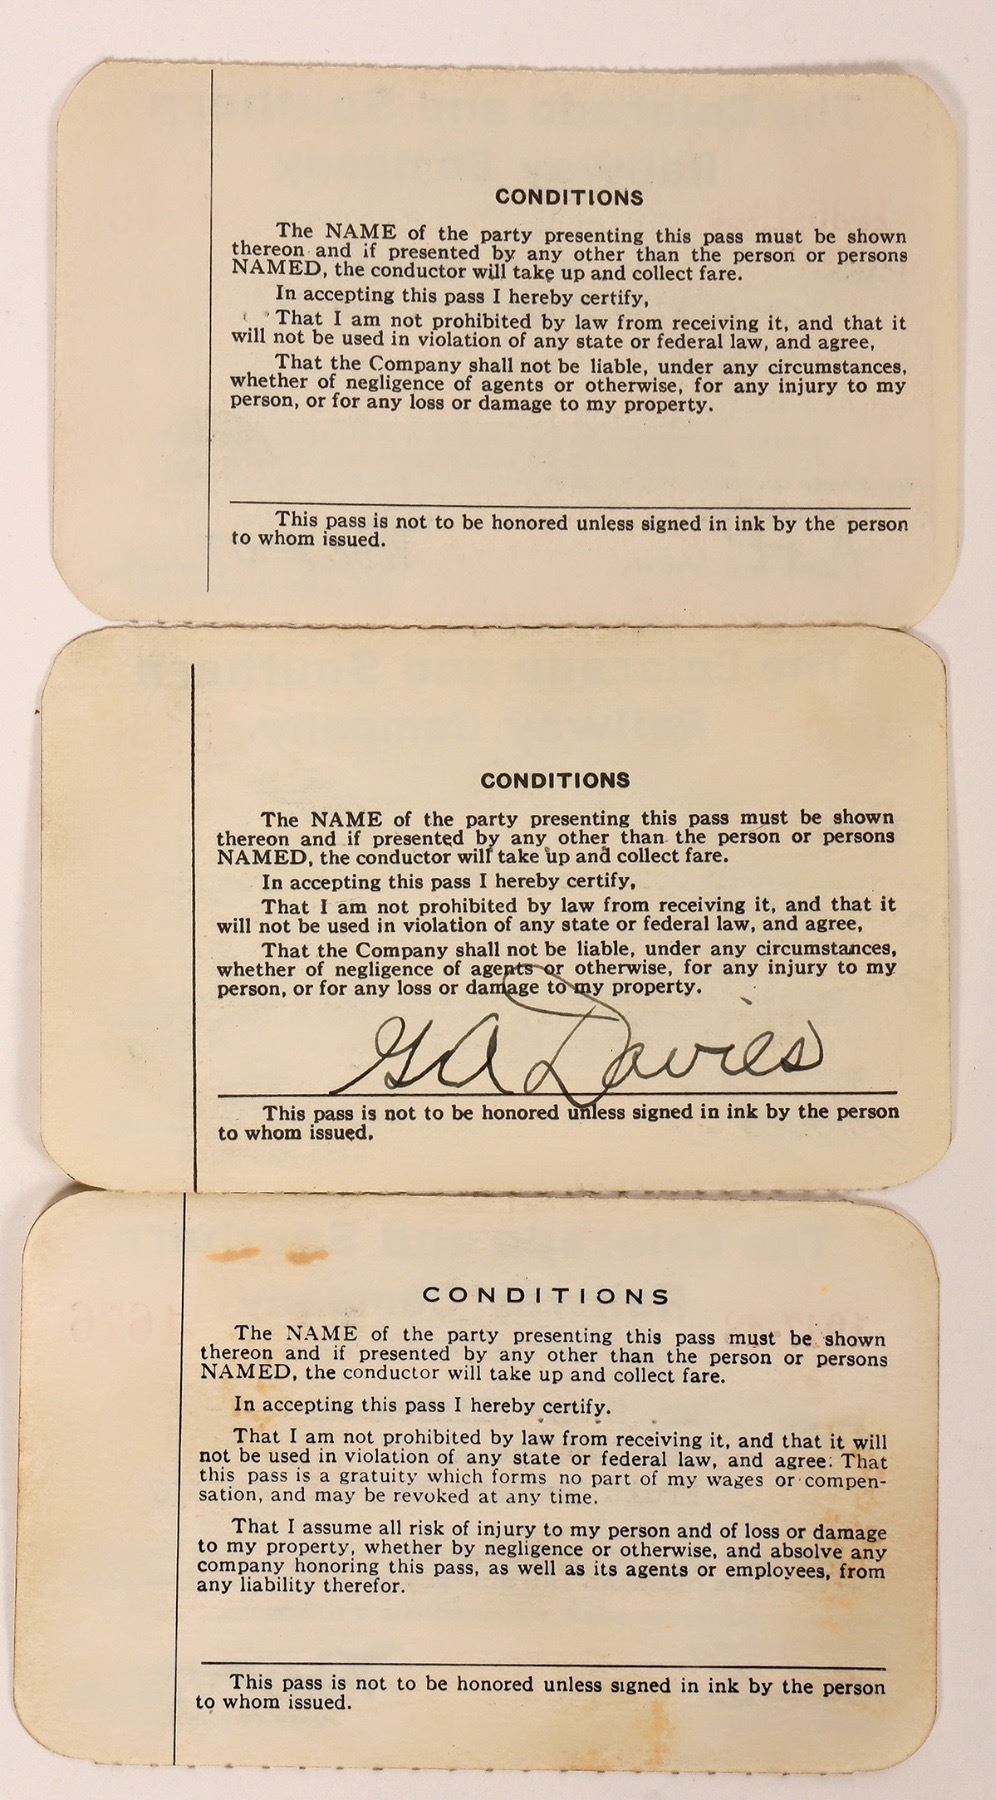 CONDITIONS
The NAME of the party presenting this pass must be shown
thereon and if presented by any other than the person or persons
NAMED, the conductor will take up and collect fare.
In accepting this pass I hereby certify,
That I am not prohibited by law from receiving it, and that it
will not be used in violation of any state or federal law, and agree,
That the Company shall not be liable, under any circumstances,
whether of negligence of agents or otherwise, for any injury to my
person, or for any loss or damage to my property.
This pass is not to be honored unless signed in ink by the person
to whom issued.
CONDITIONS
The NAME of the party presenting this pass must be shown
thereon and if presented by any other than the person or persons
NAMED, the conductor will take up and collect fare.
In accepting this pass I hereby certify,
That I am not prohibited by law from receiving it, and that it
will not be used in violation of any state or federal law, and agree,
That the Company shall not be liable, under any circumstances,
whether of negligence of agents or otherwise, for any injury to my
person, or for any loss or damage to my property.
G A Davies
This pass is not to be honored unless signed in ink by the person
to whom issued.
CONDITIONS
The NAME of the party presenting this pass must be shown
thereon and if presented by any other than the person or persons
NAMED, the conductor will take up and collect fare.
In accepting this pass I hereby certify.
That I am not prohibited by law from receiving it, and that it will
not be used in violation of any state or federal law, and agree: That
this pass is a gratuity which forms no part of my wages or compen-
sation, and may be revoked at any time.
That I assume all risk of injury to my person and of loss or damage
to my property, whether by negligence or otherwise, and absolve any
company honoring this pass, as well as its agents or employees, from
any liability therefor.
This pass is not to be honored unless signed in ink by the person
to whom issued.